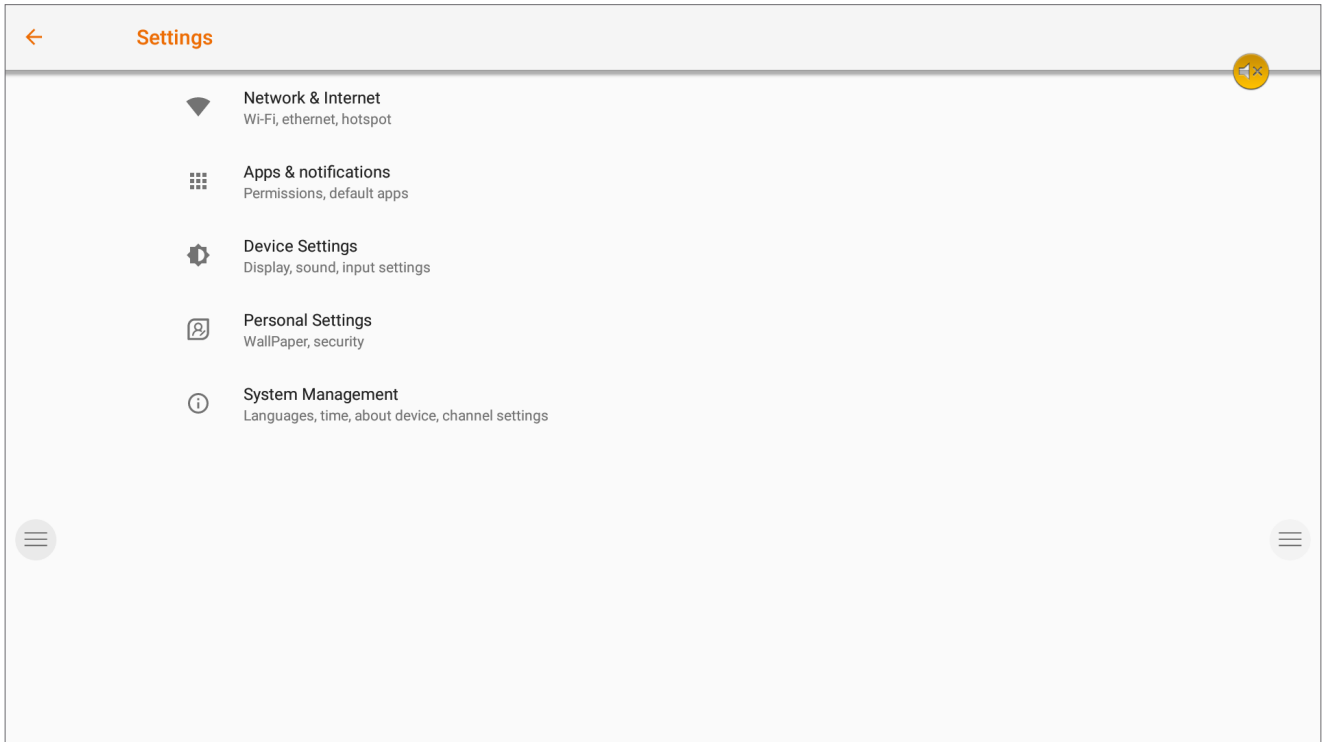 Settings
Network & Internet
Wi-Fi, ethernet, hotspot
Apps & notifications
Permissions, default apps
Device Settings
Display, sound, input settings
Personal Settings
WallPaper, security
System Management
Languages, time, about device, channel settings